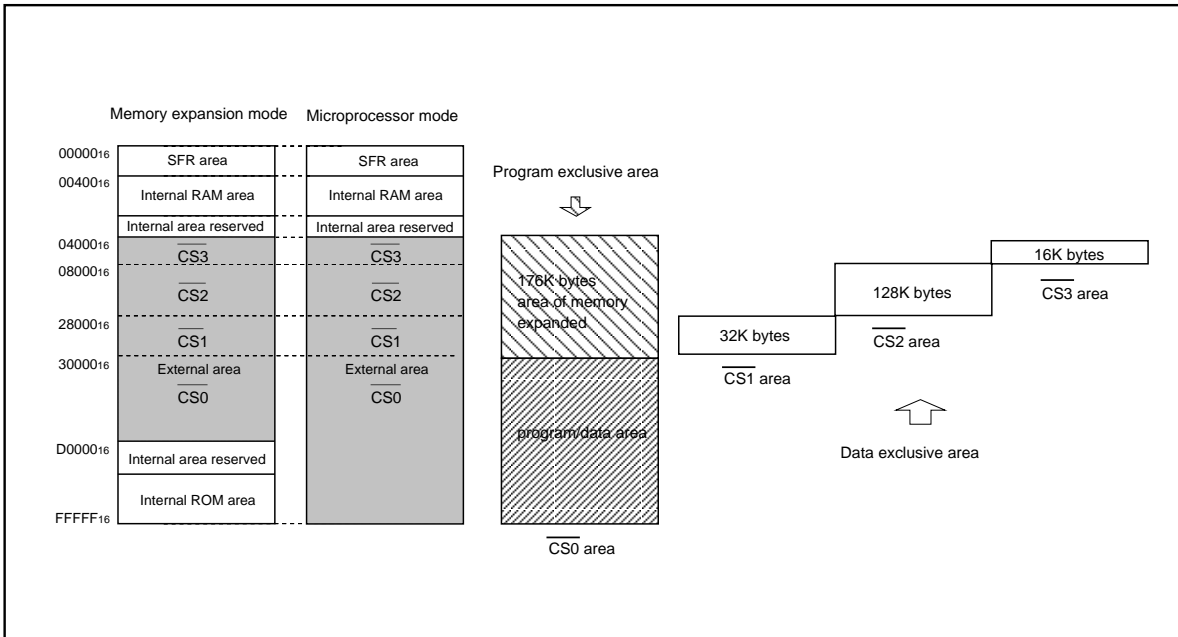 Memory expansion mode
Microprocessor mode
0000016
SFR area
SFR area
0040016
Internal RAM area
Internal RAM area
Internal area reserved
Internal area reserved
0400016
CS3
CS3
0800016
CS2
CS2
2800016
CS1
CS1
3000016
External area
External area
CS0
CS0
D000016
Internal area reserved
Internal ROM area
FFFFF16
Program exclusive area
176K bytes
area of memory
expanded
program/data area
CS0 area
32K bytes
CS1 area
128K bytes
CS2 area
16K bytes
CS3 area
Data exclusive area